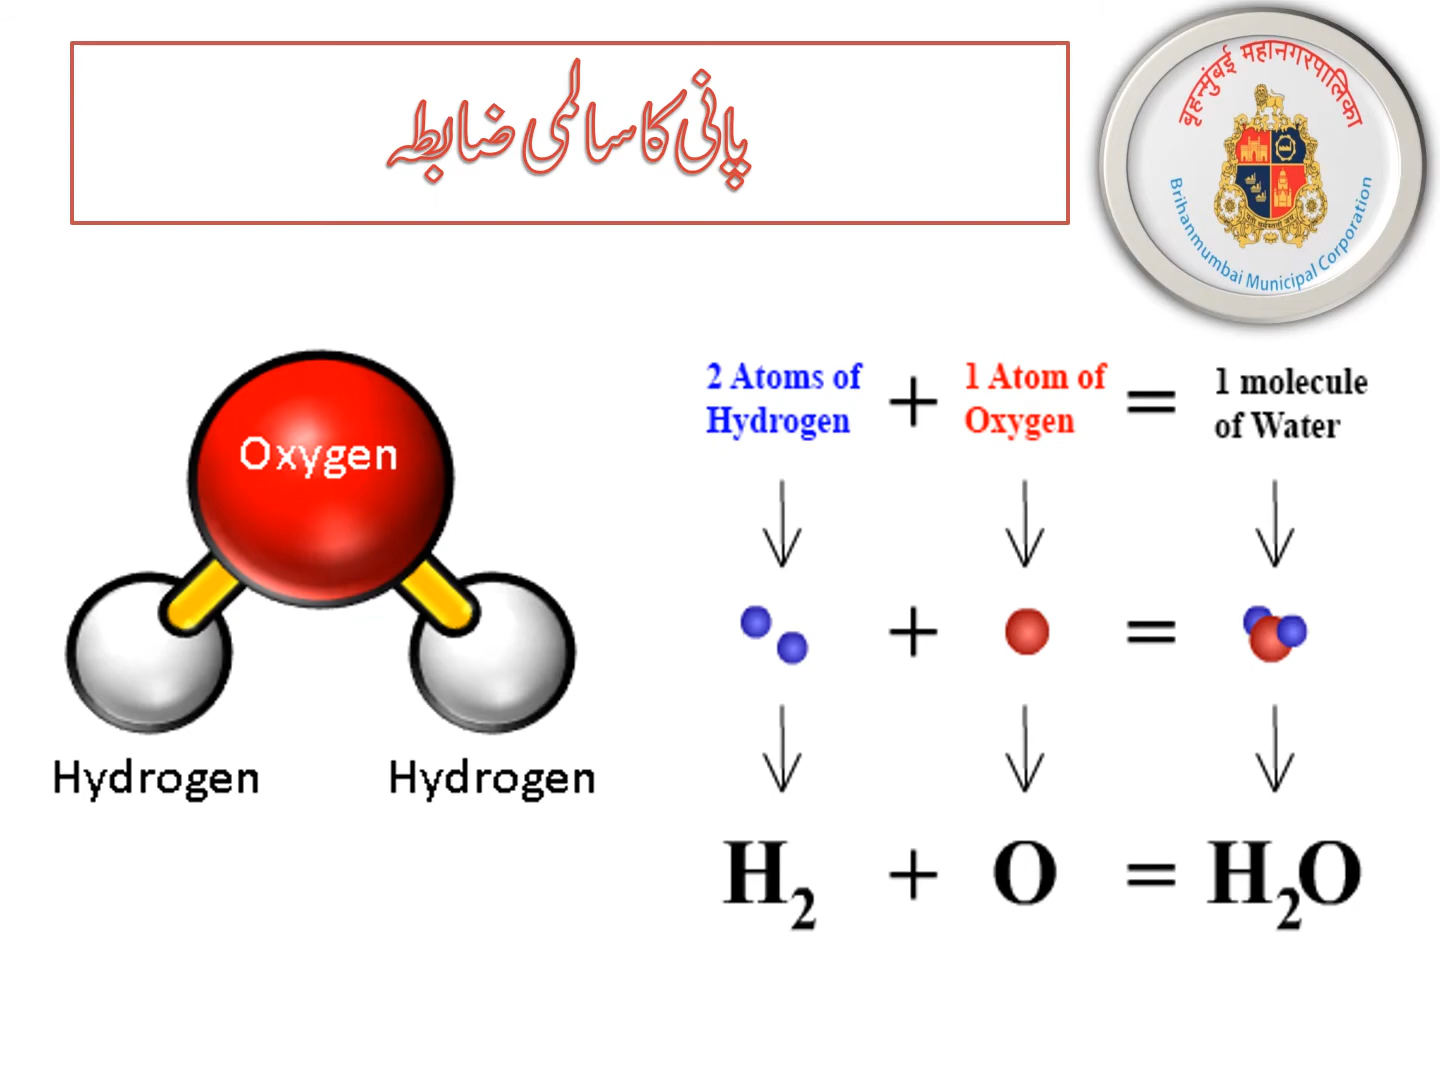 پانی کا سالمی ضابطہ
बृहन्मुंबई महानगरपालिका
Brihanmumbai Municipal Corporation
Oxygen
Hydrogen
Hydrogen
2 Atoms of
Hydrogen
+
1 Atom of
Oxygen
=
1 molecule
of Water
+
=
H₂ + O = H₂O